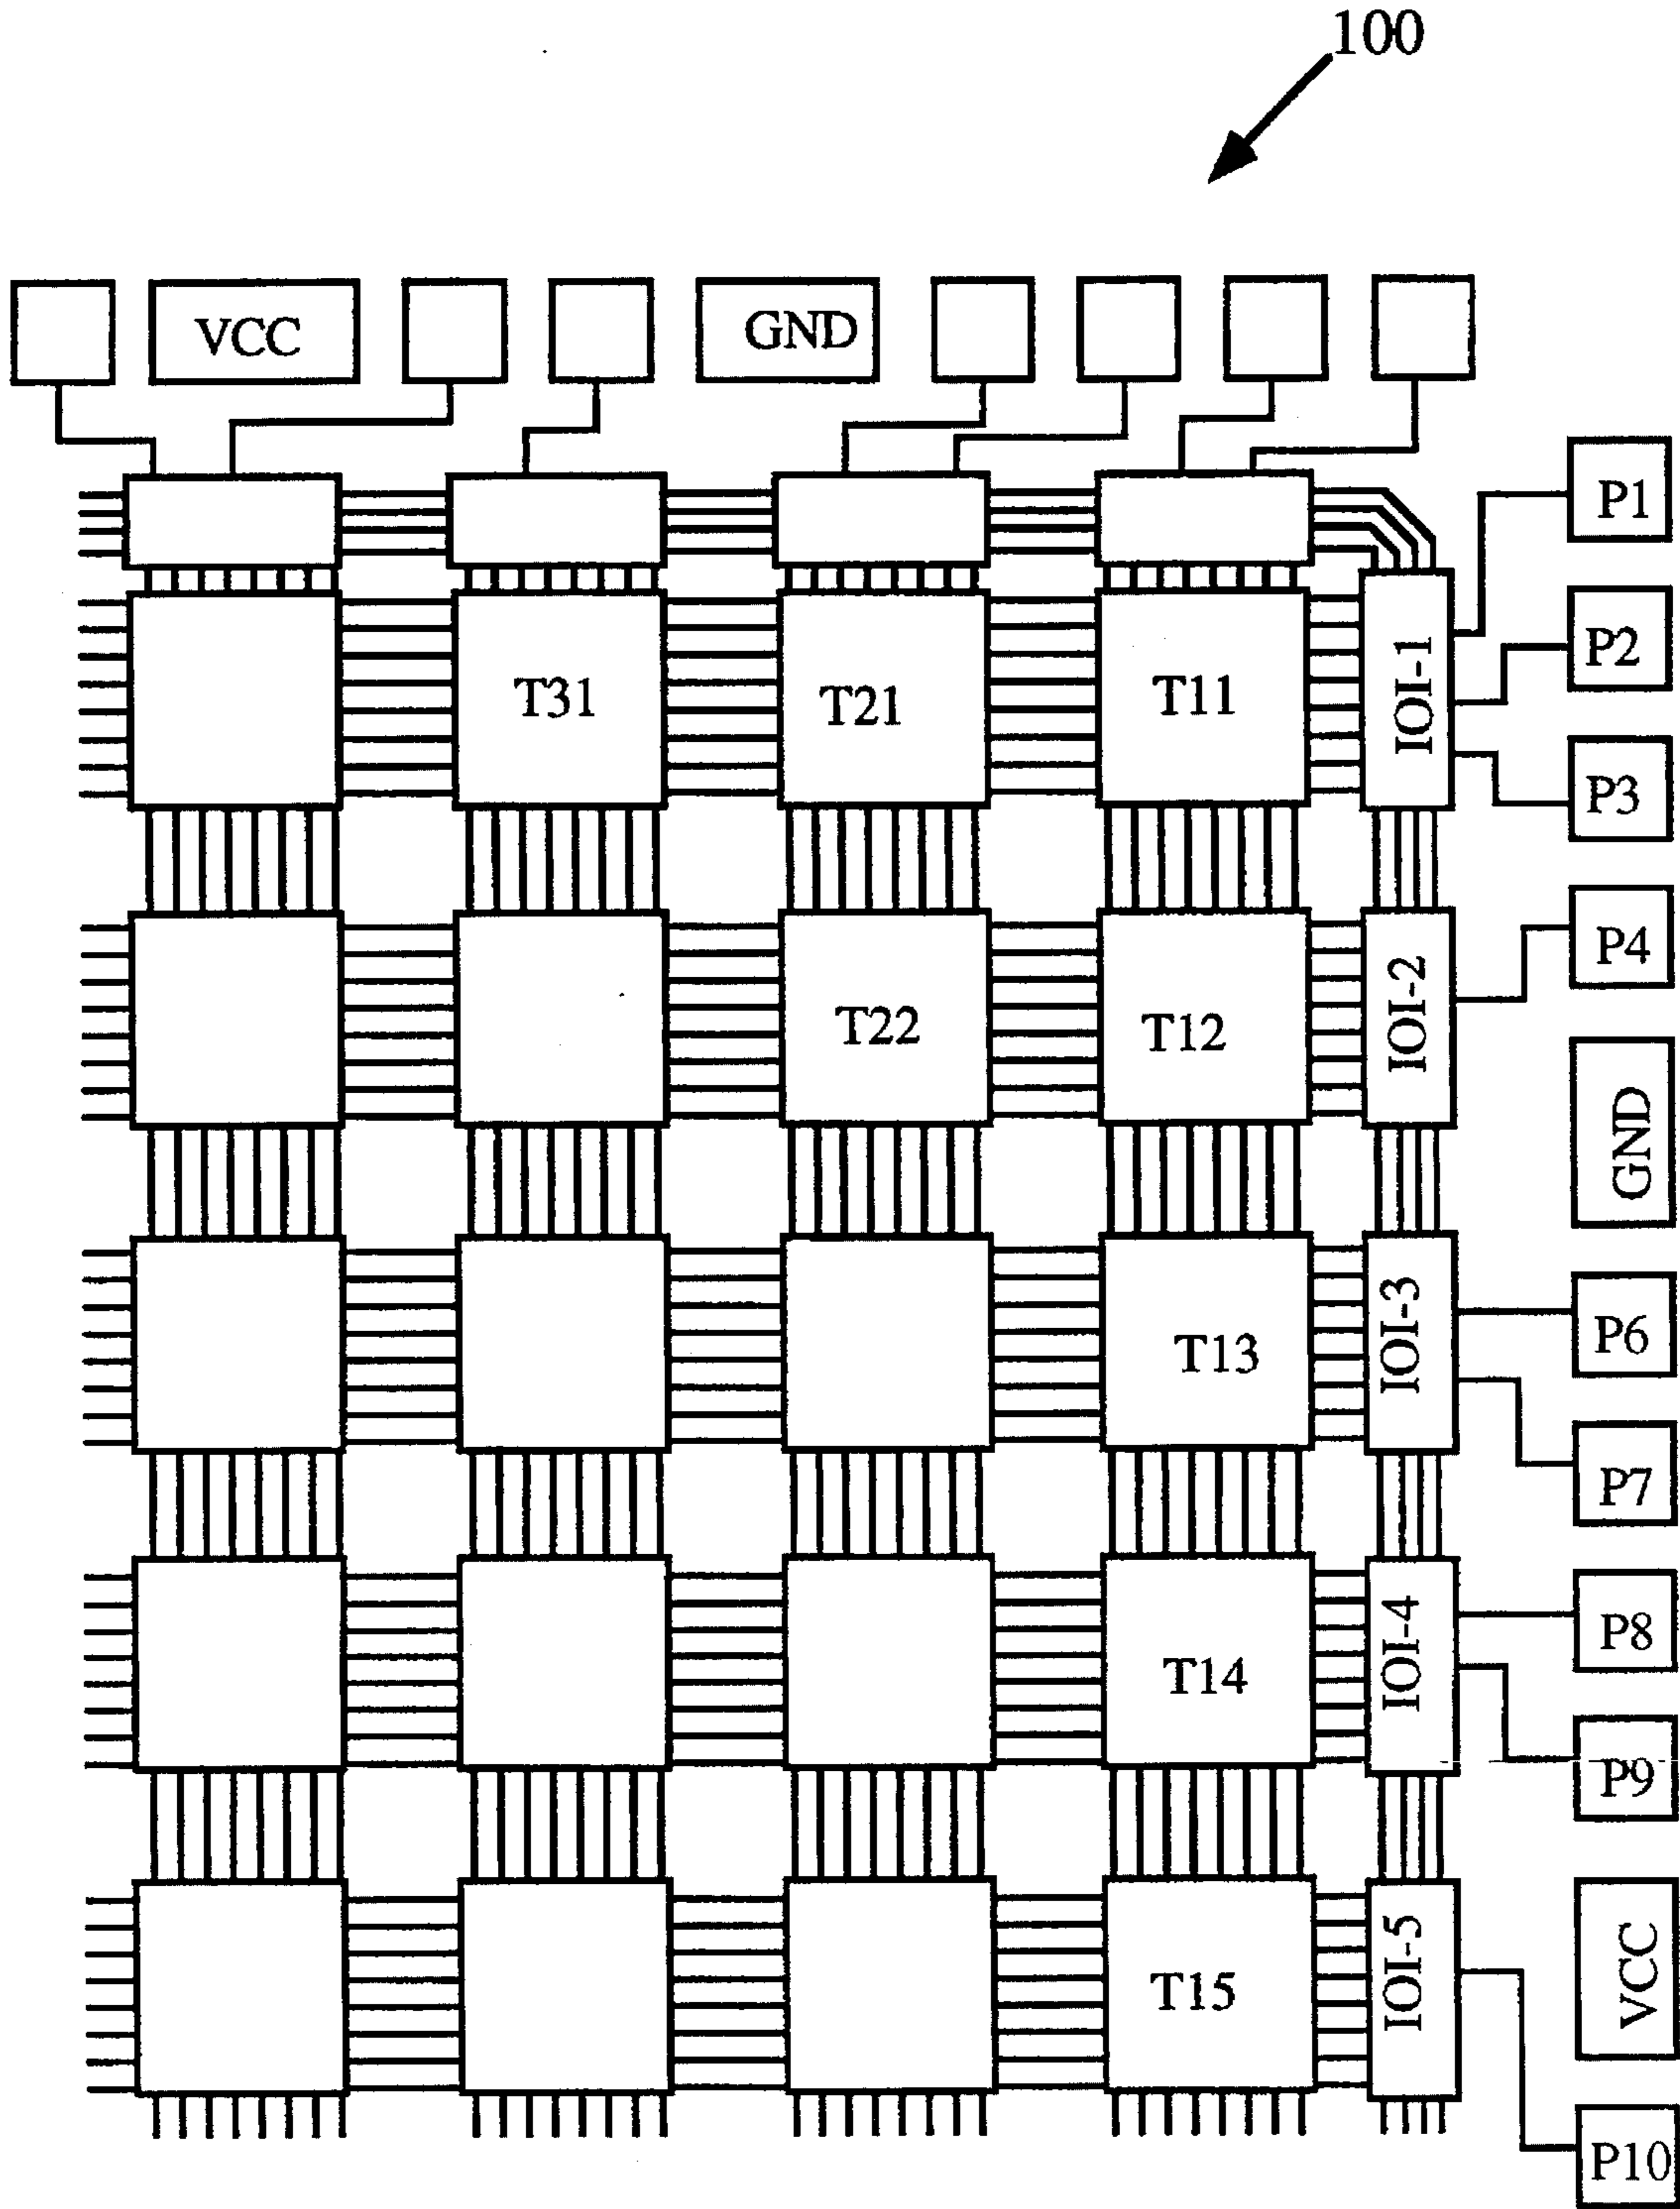 100
VCC
GND
P1
P2
T31
T21
T11
IOI-1
P3
P4
T22
T12
IOI-2
GND
T13
IOI-3
P6
P7
T14
IOI-4
P8
P9
T15
IOI-5
VCC
P10